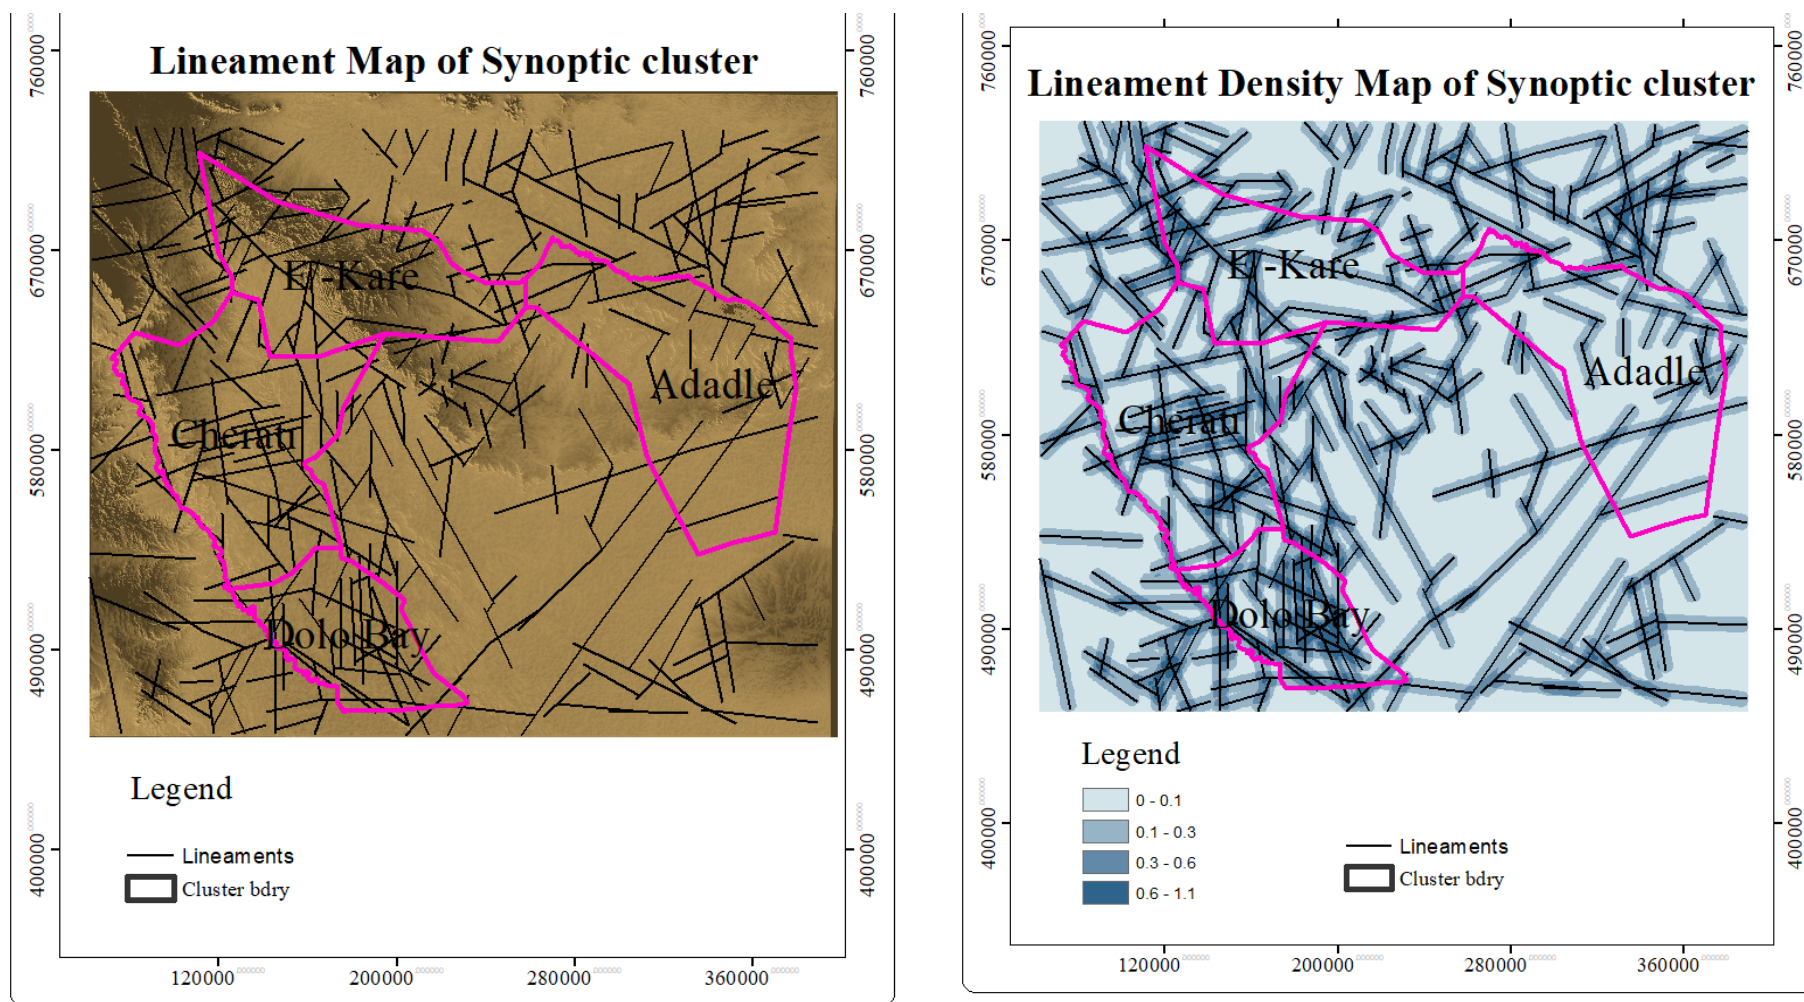 Lineament Map of Synoptic cluster
760000
670000
580000
490000
400000
760000
670000
580000
490000
400000
El-Kare
Adadle
Cherati
Dolo Bay
Legend
Lineaments
Cluster bdry
120000
200000
280000
360000
Lineament Density Map of Synoptic cluster
760000
670000
580000
490000
400000
760000
670000
580000
490000
400000
El-Kare
Adadle
Cherati
Dolo Bay
Legend
0 - 0.1
0.1 - 0.3
0.3 - 0.6
0.6 - 1.1
Lineaments
Cluster bdry
120000
200000
280000
360000